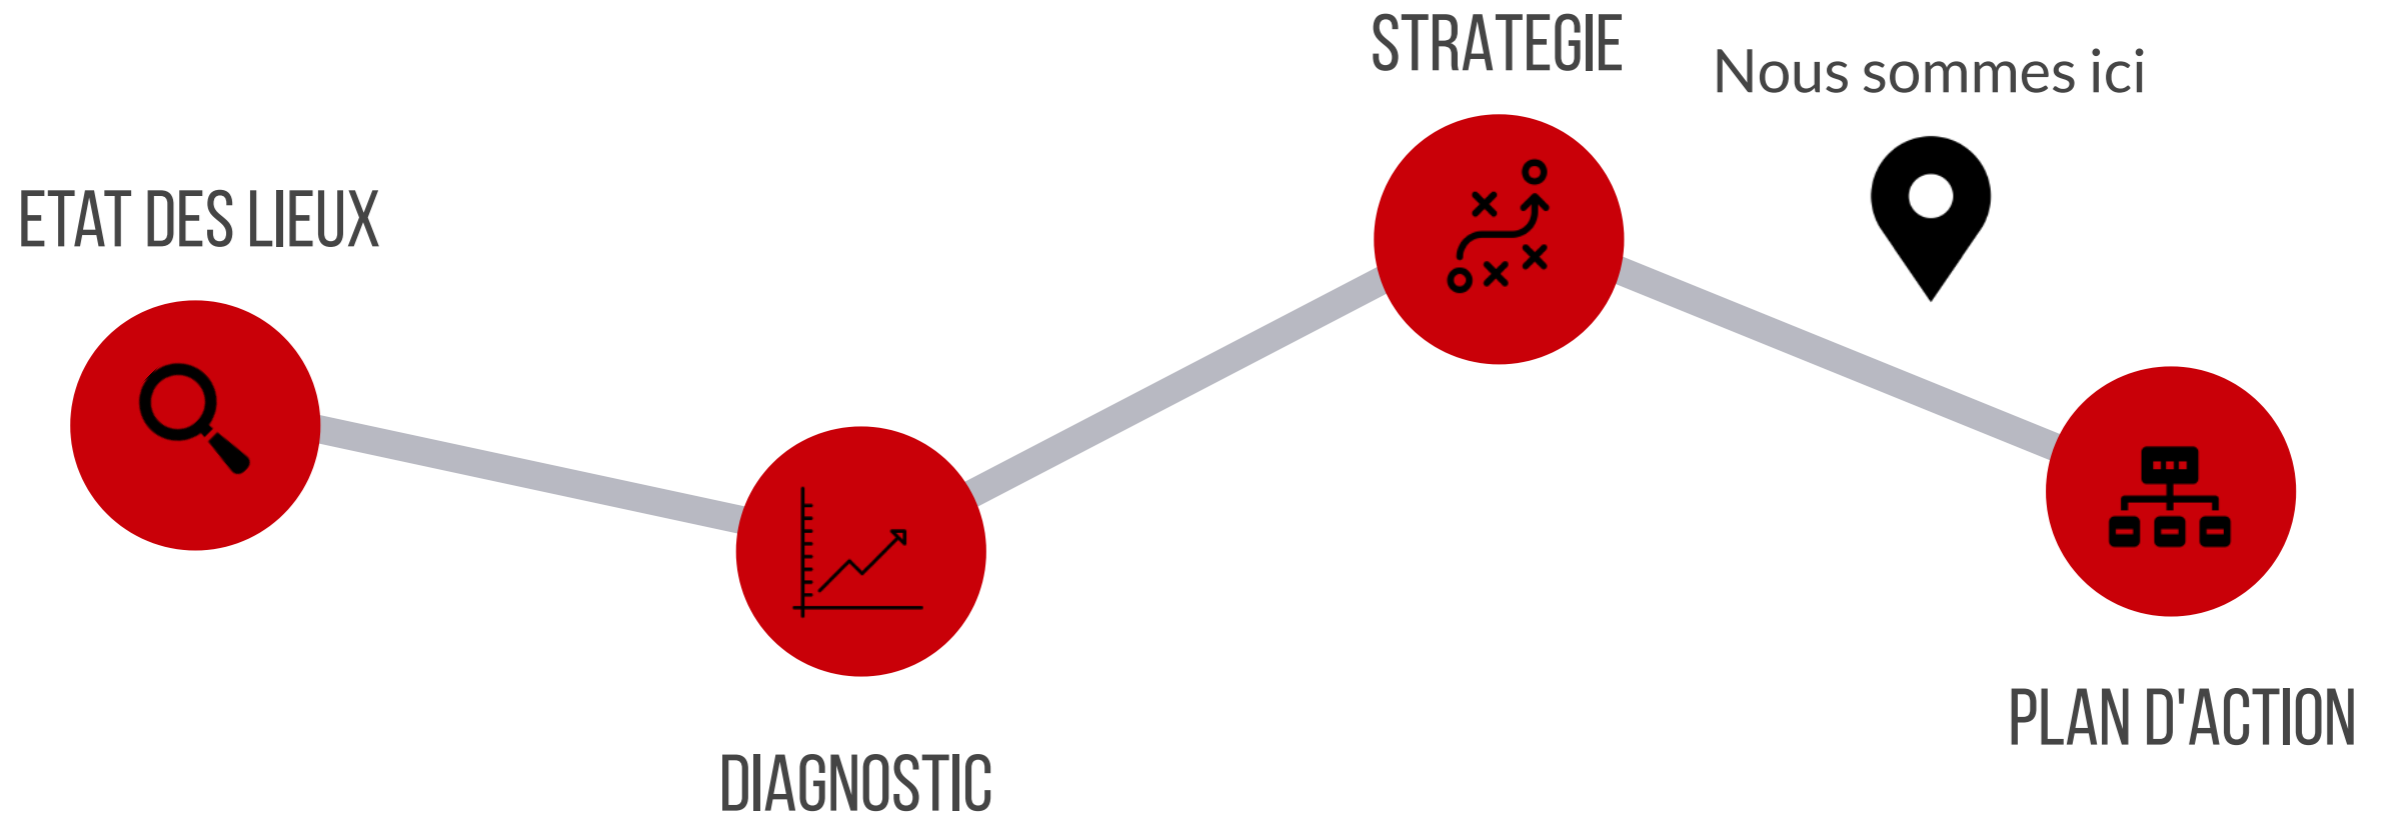 STRATEGIE
Nous sommes ici
ETAT DES LIEUX
PLAN D'ACTION
DIAGNOSTIC